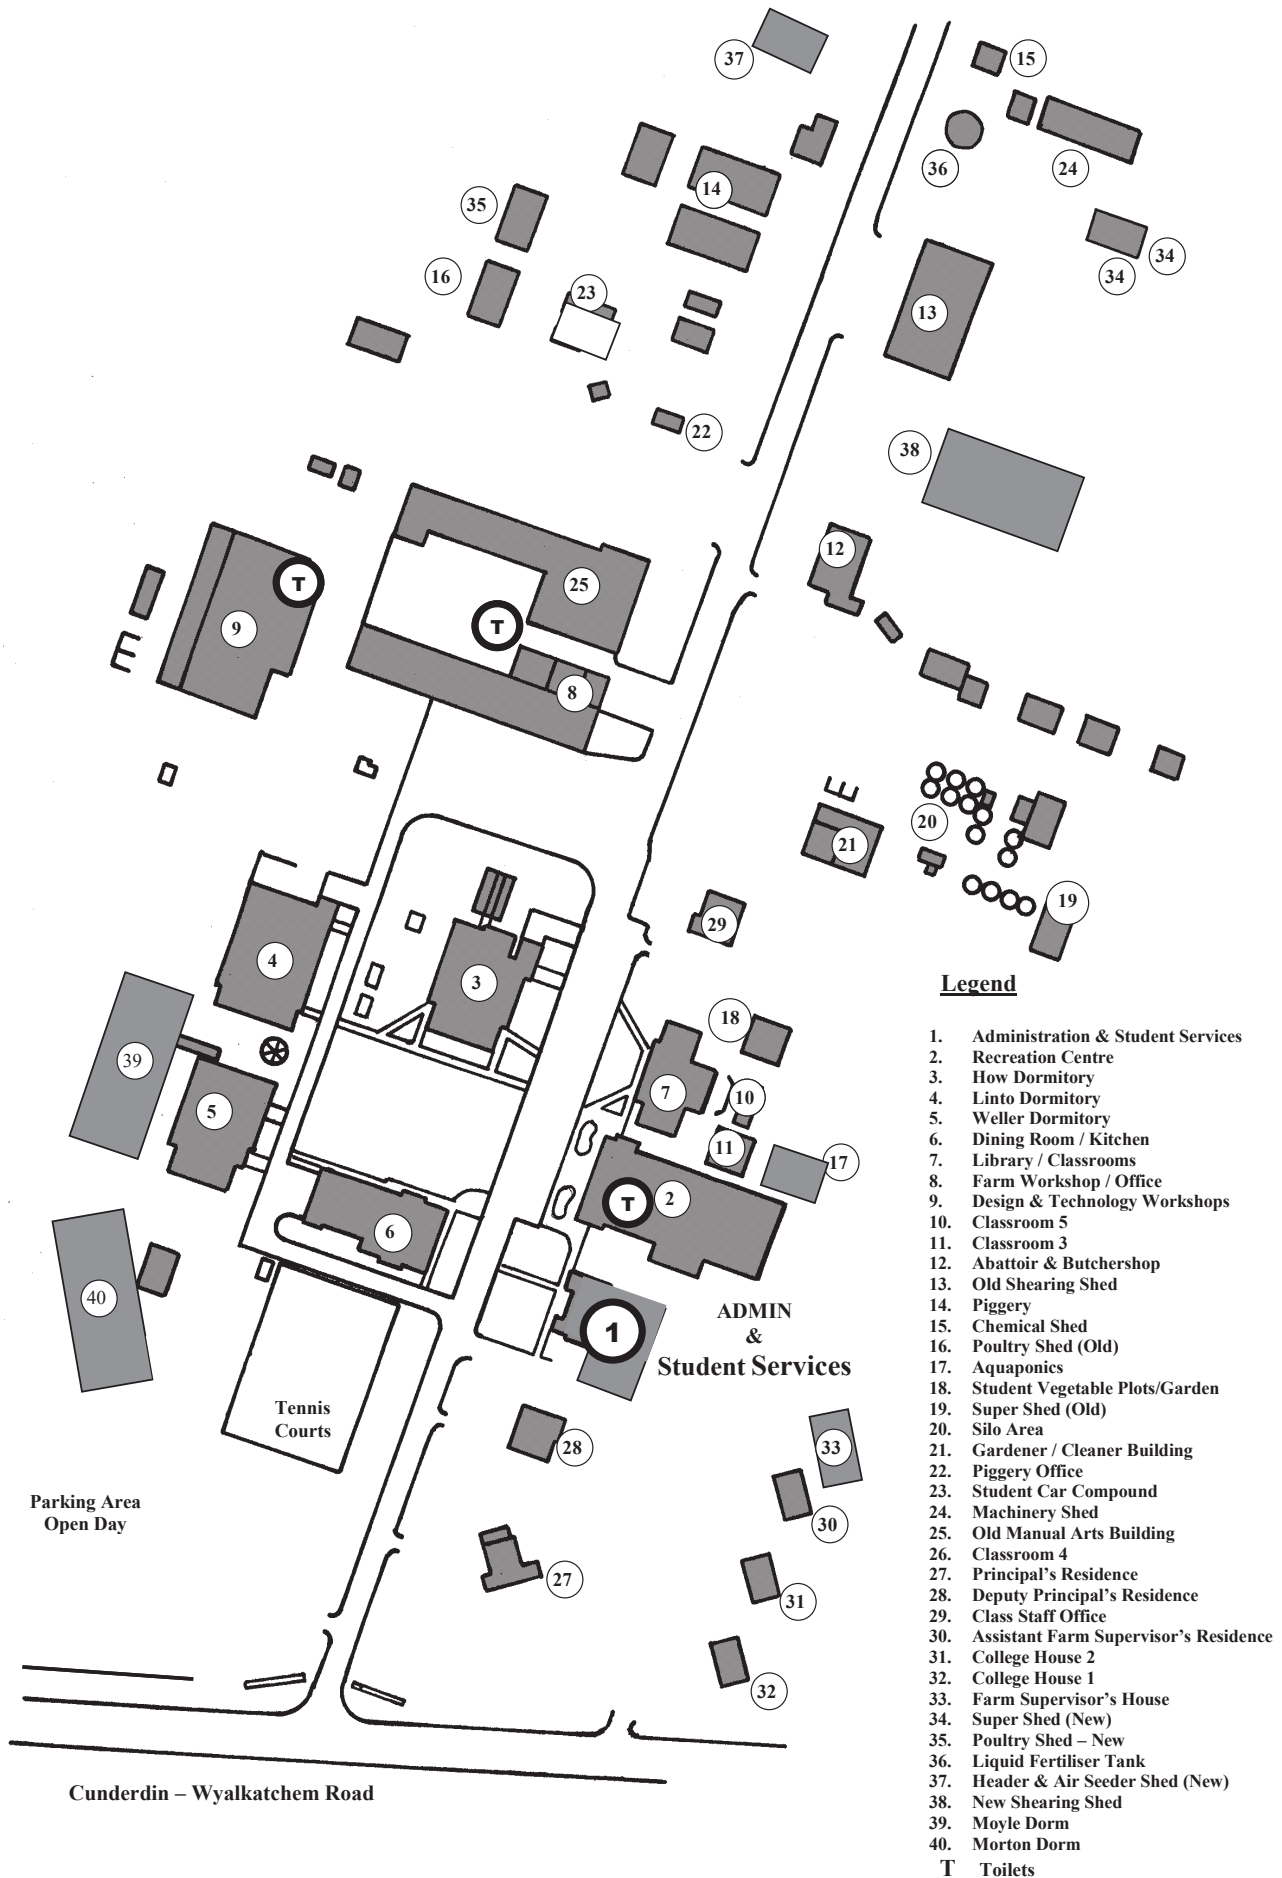 37
15
36
24
14
35
34
34
16
23
13
22
38
12
T
25
T
9
8
20
21
19
29
4
3
18
39
7
10
5
11
17
T
2
6
40
1
ADMIN
&
Student Services
Tennis
Courts
28
33
30
27
31
32
Parking Area
Open Day
Cunderdin – Wyalkatchem Road
Legend
1. Administration & Student Services
2. Recreation Centre
3. How Dormitory
4. Linto Dormitory
5. Weller Dormitory
6. Dining Room / Kitchen
7. Library / Classrooms
8. Farm Workshop / Office
9. Design & Technology Workshops
10. Classroom 5
11. Classroom 3
12. Abattoir & Butchershop
13. Old Shearing Shed
14. Piggery
15. Chemical Shed
16. Poultry Shed (Old)
17. Aquaponics
18. Student Vegetable Plots/Garden
19. Super Shed (Old)
20. Silo Area
21. Gardener / Cleaner Building
22. Piggery Office
23. Student Car Compound
24. Machinery Shed
25. Old Manual Arts Building
26. Classroom 4
27. Principal's Residence
28. Deputy Principal's Residence
29. Class Staff Office
30. Assistant Farm Supervisor's Residence
31. College House 2
32. College House 1
33. Farm Supervisor's House
34. Super Shed (New)
35. Poultry Shed – New
36. Liquid Fertiliser Tank
37. Header & Air Seeder Shed (New)
38. New Shearing Shed
39. Moyle Dorm
40. Morton Dorm
T Toilets